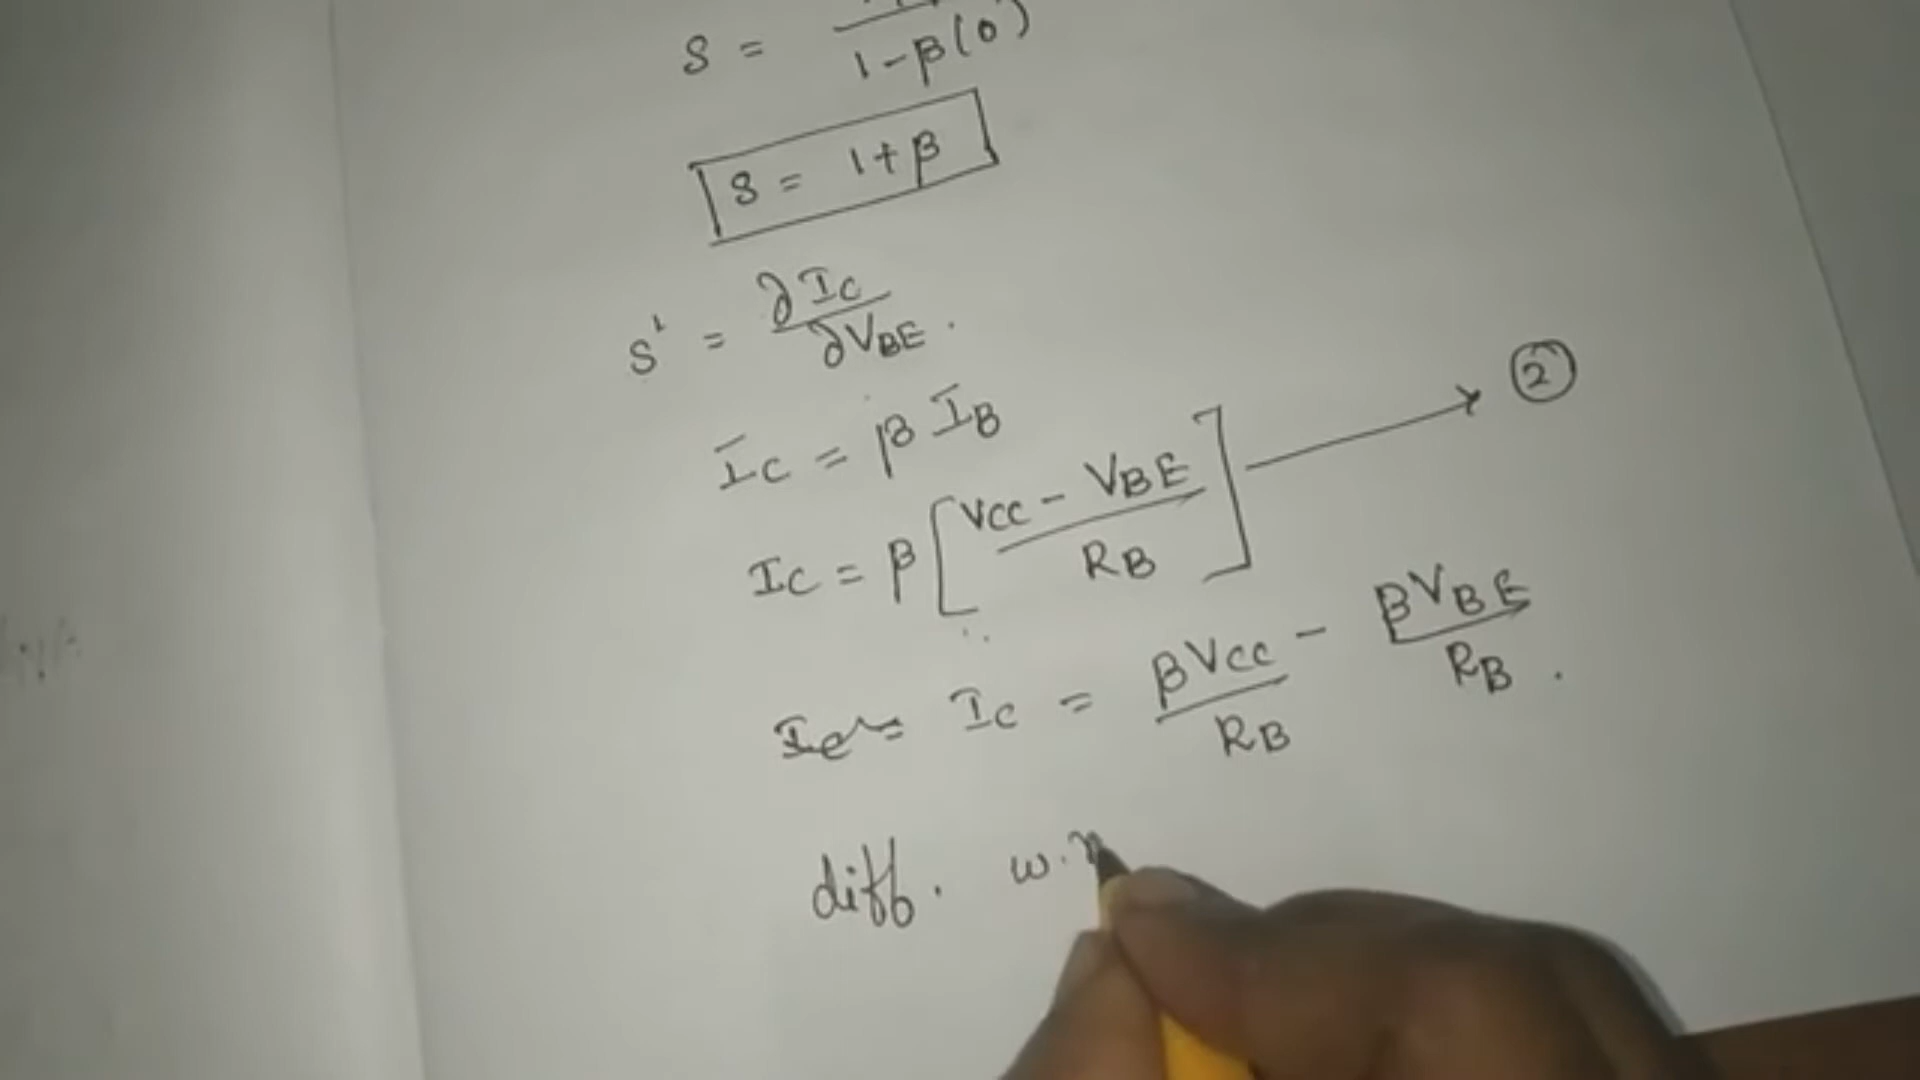 S = 1-β(0)
S = 1+β
S' = ∂IC / ∂VBE .
IC = β IB
IC = β [ VCC - VBE / RB ] → ②
IC = βVCC / RB - βVBE / RB .
diff. w.r